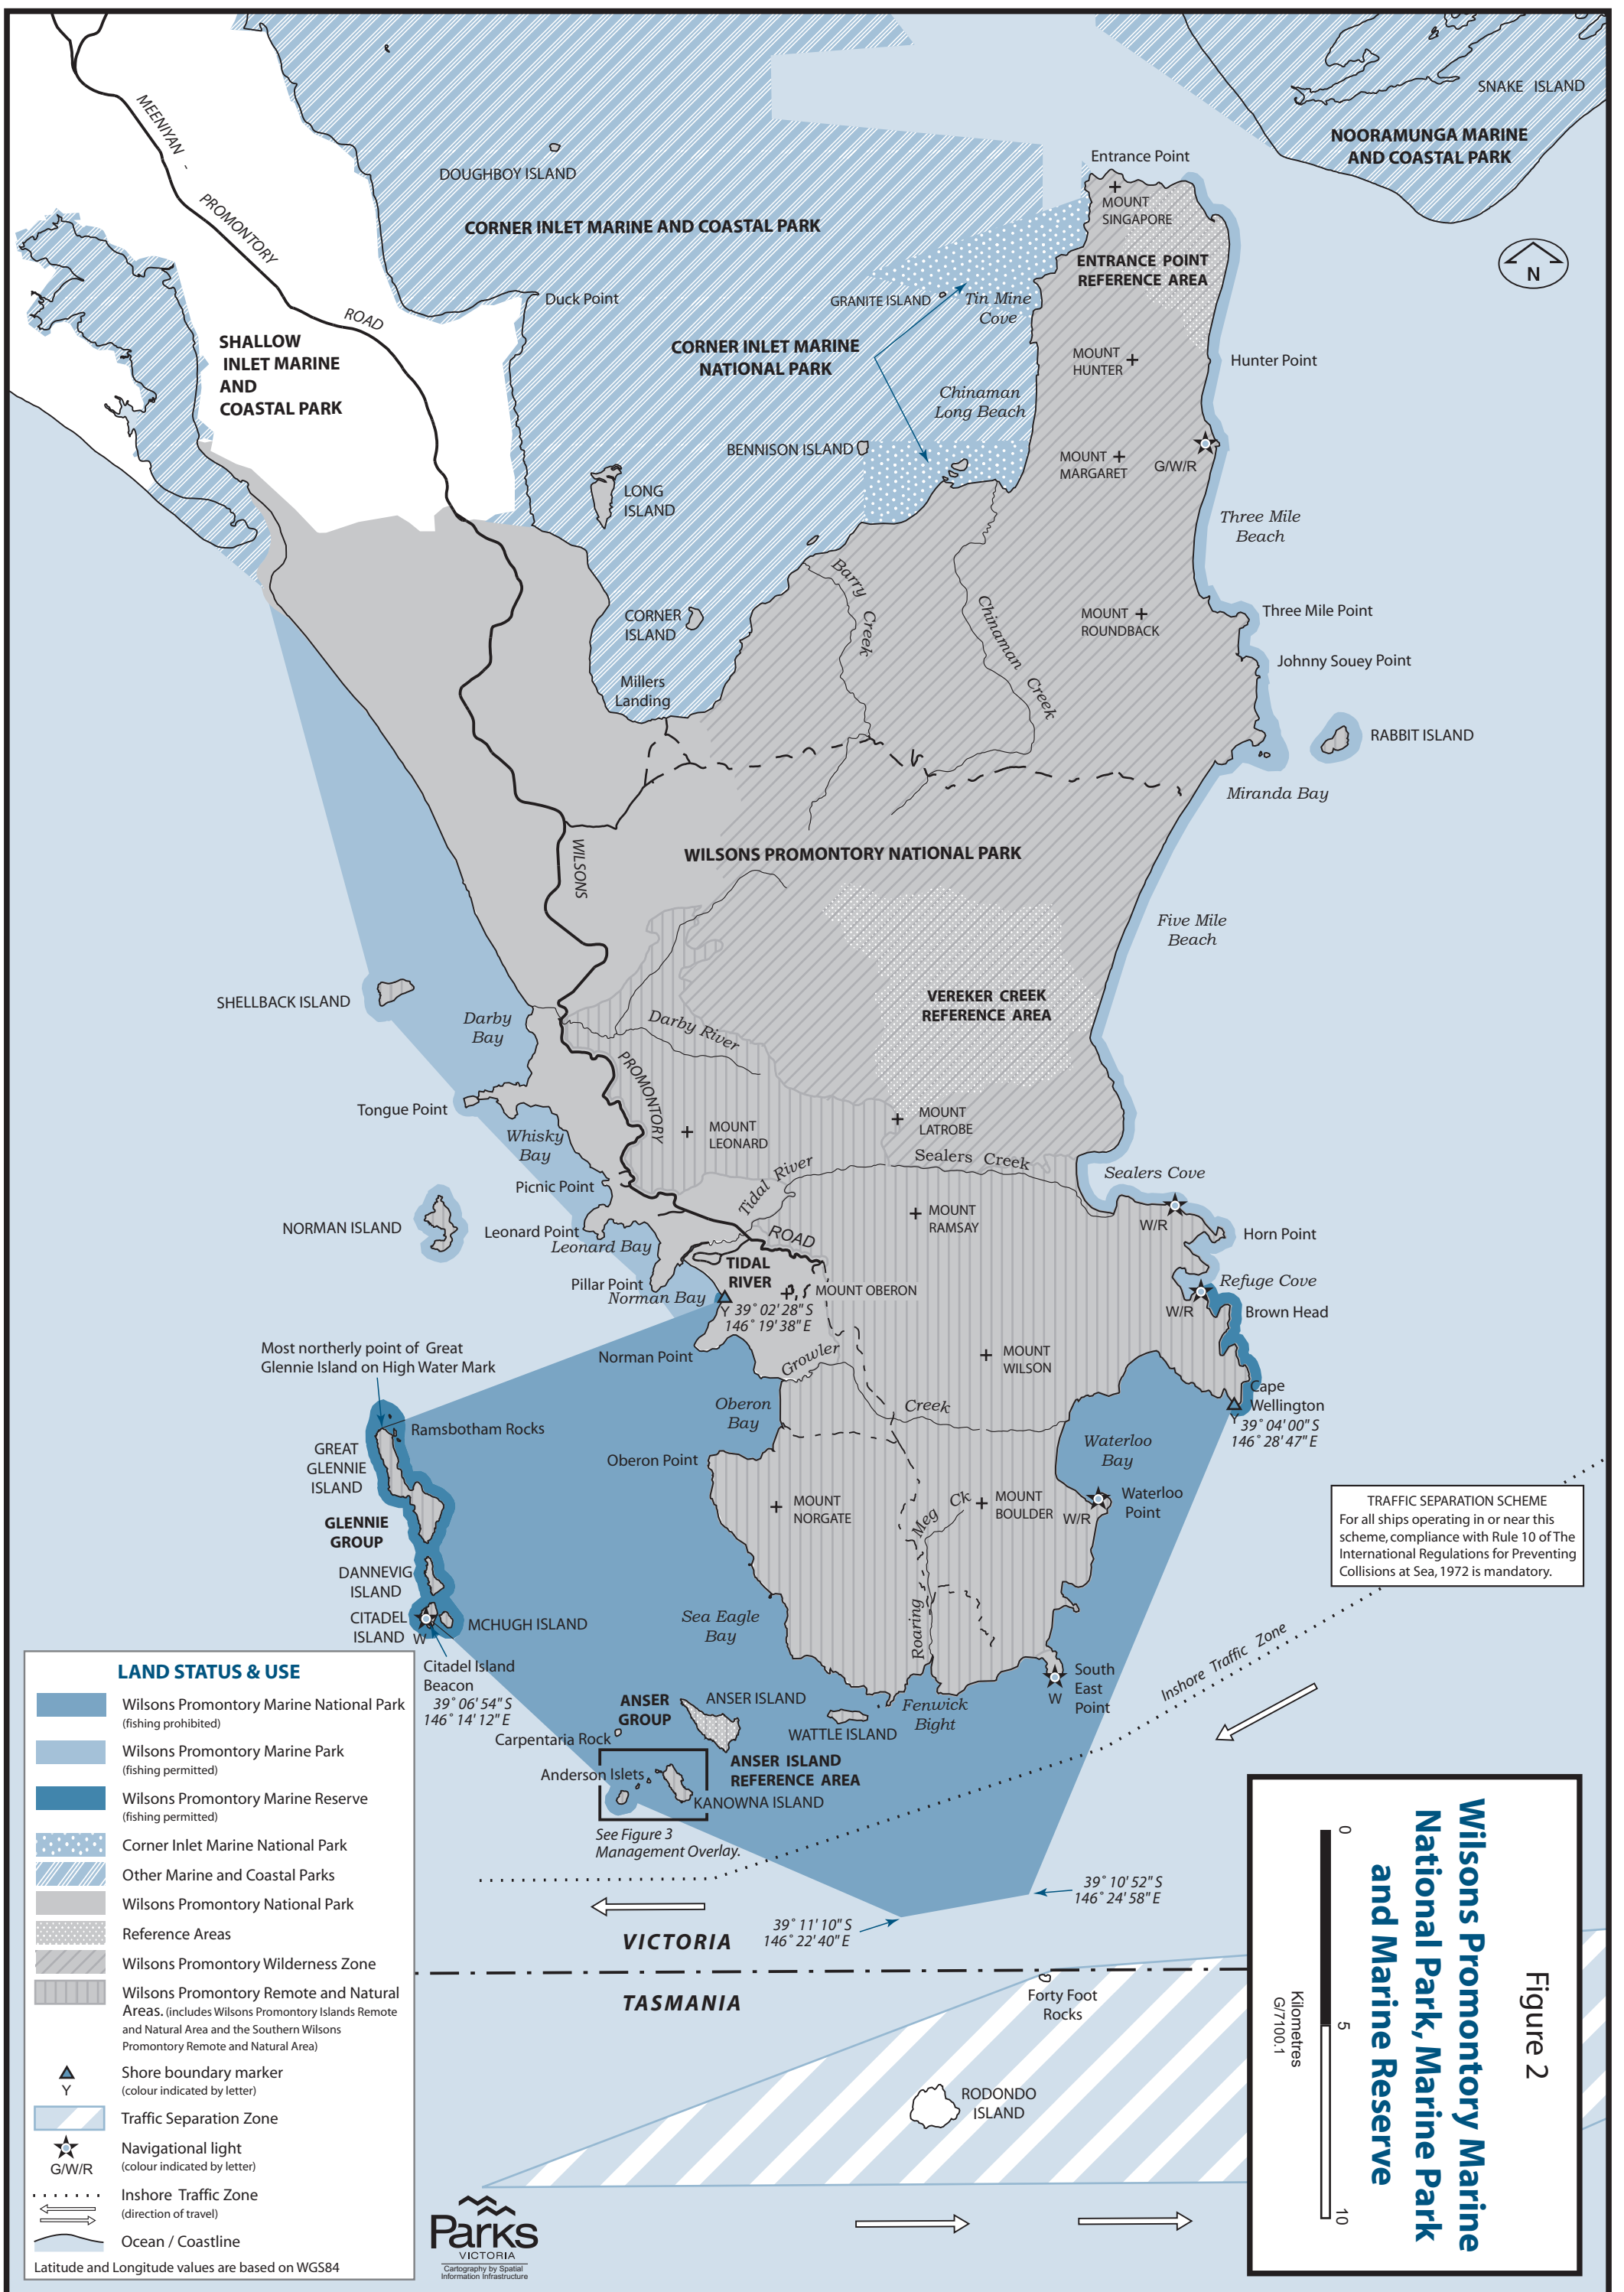 SNAKE ISLAND
NOORAMUNGA MARINE
AND COASTAL PARK
MEENIYAN -
PROMONTORY
ROAD
DOUGHBOY ISLAND
CORNER INLET MARINE AND COASTAL PARK
Entrance Point
MOUNT
SINGAPORE
ENTRANCE POINT
REFERENCE AREA
N
Duck Point
GRANITE ISLAND
Tin Mine
Cove
SHALLOW
INLET MARINE
AND
COASTAL PARK
CORNER INLET MARINE
NATIONAL PARK
MOUNT
HUNTER
Hunter Point
Chinaman
Long Beach
BENNISON ISLAND
MOUNT
MARGARET
G/W/R
LONG
ISLAND
Three Mile
Beach
Barry
Creek
Chinaman
Creek
CORNER
ISLAND
MOUNT
ROUNDBACK
Three Mile Point
Johnny Souey Point
Millers
Landing
RABBIT ISLAND
Miranda Bay
WILSONS
WILSONS PROMONTORY NATIONAL PARK
Five Mile
Beach
SHELLBACK ISLAND
Darby
Bay
Darby River
VEREKER CREEK
REFERENCE AREA
PROMONTORY
Tongue Point
Whisky
Bay
MOUNT
LEONARD
MOUNT
LATROBE
Sealers Creek
Tidal River
Sealers Cove
Picnic Point
NORMAN ISLAND
Leonard Point
Leonard Bay
ROAD
MOUNT
RAMSAY
W/R
Horn Point
TIDAL
RIVER
Pillar Point
Norman Bay
MOUNT OBERON
Refuge Cove
W/R
Brown Head
Y
39° 02' 28" S
146° 19' 38" E
Most northerly point of Great
Glennie Island on High Water Mark
Norman Point
Growler
Creek
MOUNT
WILSON
Cape
Wellington
Y
39° 04' 00" S
146° 28' 47" E
Oberon
Bay
Ramsbotham Rocks
GREAT
GLENNIE
ISLAND
Oberon Point
Waterloo
Bay
GLENNIE
GROUP
MOUNT
NORGATE
Roaring
Meg
Ck
MOUNT
BOULDER
W/R
Waterloo
Point
TRAFFIC SEPARATION SCHEME
For all ships operating in or near this
scheme, compliance with Rule 10 of The
International Regulations for Preventing
Collisions at Sea, 1972 is mandatory.
DANNEVIG
ISLAND
CITADEL
ISLAND
W
MCHUGH ISLAND
Sea Eagle
Bay
Citadel Island
Beacon
39° 06' 54" S
146° 14' 12" E
Inshore Traffic Zone
W
South
East
Point
ANSER
GROUP
ANSER ISLAND
WATTLE ISLAND
Fenwick
Bight
Carpentaria Rock
ANSER ISLAND
REFERENCE AREA
Anderson Islets
KANOWNA ISLAND
See Figure 3
Management Overlay.
39° 10' 52" S
146° 24' 58" E
39° 11' 10" S
146° 22' 40" E
VICTORIA
TASMANIA
Forty Foot
Rocks
RODONDO
ISLAND
LAND STATUS & USE
Wilsons Promontory Marine National Park
(fishing prohibited)
Wilsons Promontory Marine Park
(fishing permitted)
Wilsons Promontory Marine Reserve
(fishing permitted)
Corner Inlet Marine National Park
Other Marine and Coastal Parks
Wilsons Promontory National Park
Reference Areas
Wilsons Promontory Wilderness Zone
Wilsons Promontory Remote and Natural
Areas. (includes Wilsons Promontory Islands Remote
and Natural Area and the Southern Wilsons
Promontory Remote and Natural Area)
Shore boundary marker
Y
(colour indicated by letter)
Traffic Separation Zone
Navigational light
G/W/R
(colour indicated by letter)
Inshore Traffic Zone
(direction of travel)
Ocean / Coastline
Latitude and Longitude values are based on WGS84
Parks
VICTORIA
Cartography by Spatial
Information Infrastructure
Figure 2
Wilsons Promontory Marine
National Park, Marine Park
and Marine Reserve
0
5
10
Kilometres
G/7100.1